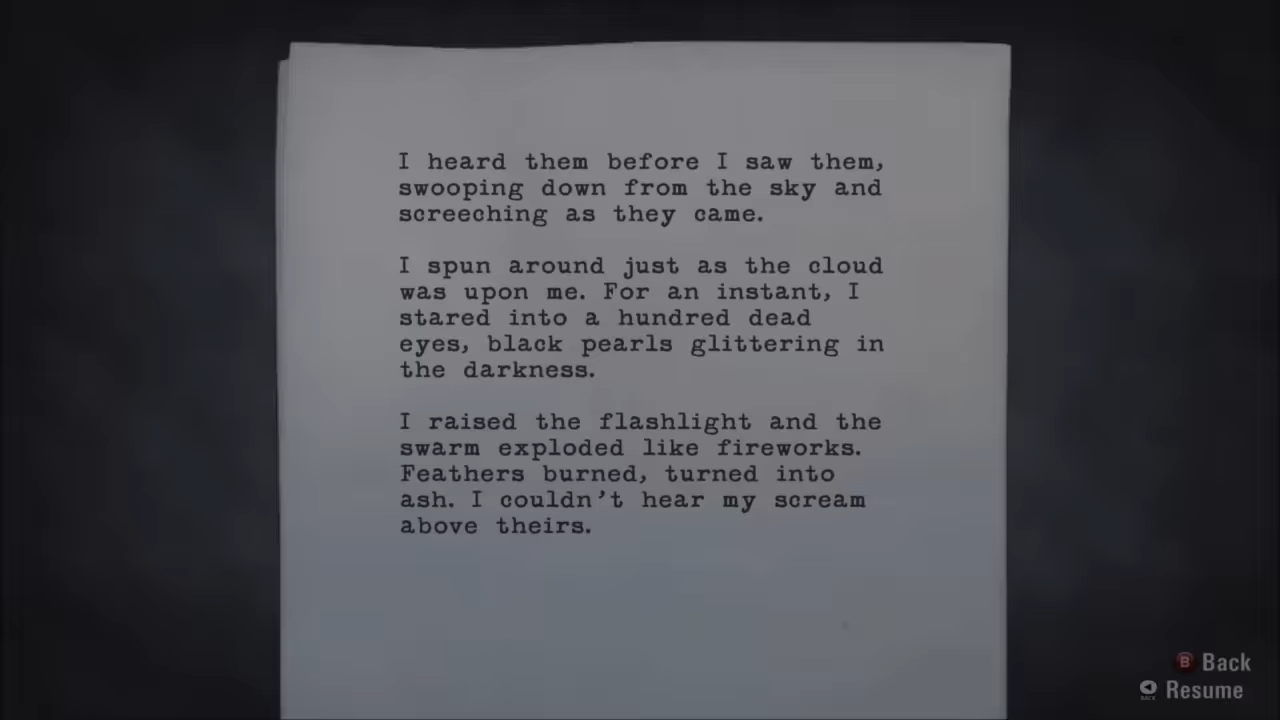 I heard them before I saw them,
swooping down from the sky and
screeching as they came.
I spun around just as the cloud
was upon me. For an instant, I
stared into a hundred dead
eyes, black pearls glittering in
the darkness.
I raised the flashlight and the
swarm exploded like fireworks.
Feathers burned, turned into
ash. I couldn't hear my scream
above theirs.
B Back
BACK Resume